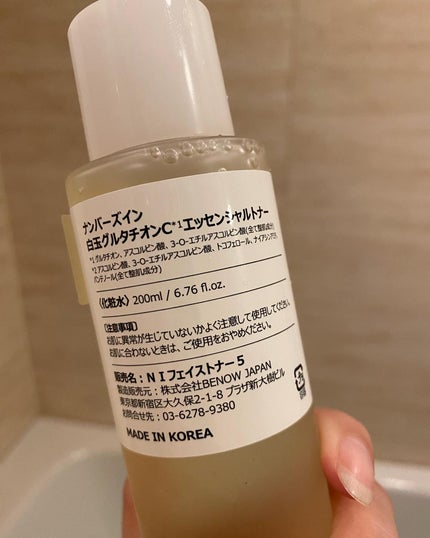 ナンバーズイン
白玉グルタチオンC*1エッセンシャルトナー
*1 グルタチオン、アスコルビン酸、3-O-エチルアスコルビン酸(全て整肌成分)
*2 アスコルビン酸、3-O-エチルアスコルビン酸、トコフェロール、ナイアシンアミド、
パンテノール(全て整肌成分)
〈化粧水〉 200ml / 6.76 fl.oz.
〈注意事項〉
お肌に異常が生じていないかよく注意して使用してください。
お肌に合わないときは、ご使用をおやめください。
販売名：NIフェイストナー5
製造販売元：株式会社BENOW JAPAN
東京都新宿区大久保2-1-8 プラザ新大樹ビル
お問合せ先：03-6278-9380
MADE IN KOREA